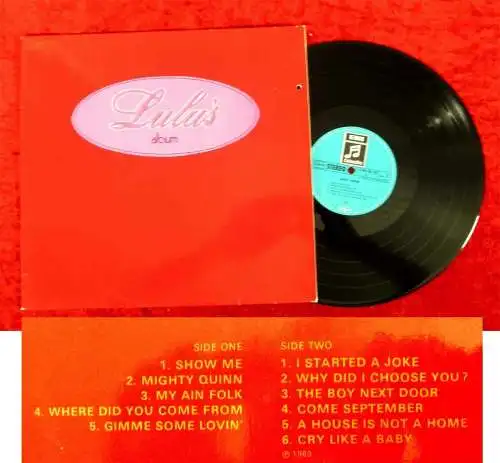 Lulu's
album
STEREO
SIDE ONE
1. SHOW ME
2. MIGHTY QUINN
3. MY AIN FOLK
4. WHERE DID YOU COME FROM
5. GIMME SOME LOVIN'
SIDE TWO
1. I STARTED A JOKE
2. WHY DID I CHOOSE YOU?
3. THE BOY NEXT DOOR
4. COME SEPTEMBER
5. A HOUSE IS NOT A HOME
6. CRY LIKE A BABY
℗ 1969